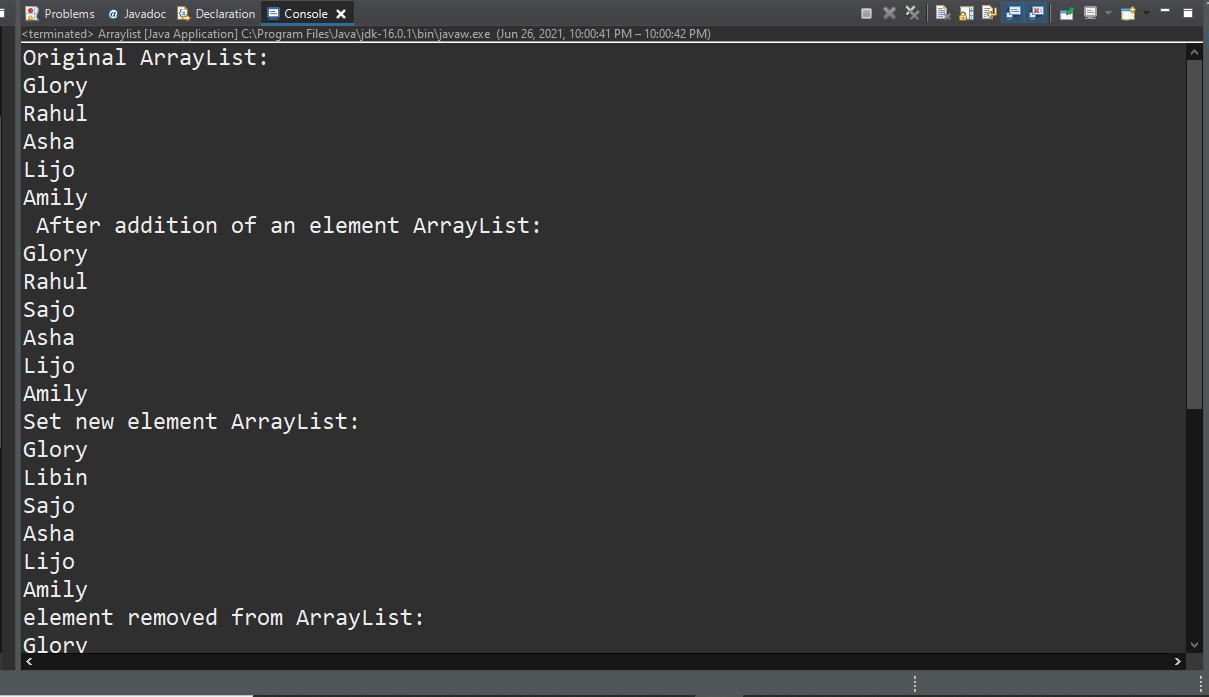 Problems @ Javadoc Declaration Console
<terminated> Arraylist [Java Application] C:\Program Files\Java\jdk-16.0.1\bin\javaw.exe (Jun 26, 2021, 10:00:41 PM – 10:00:42 PM)
Original ArrayList:
Glory
Rahul
Asha
Lijo
Amily
 After addition of an element ArrayList:
Glory
Rahul
Sajo
Asha
Lijo
Amily
Set new element ArrayList:
Glory
Libin
Sajo
Asha
Lijo
Amily
element removed from ArrayList:
Glory